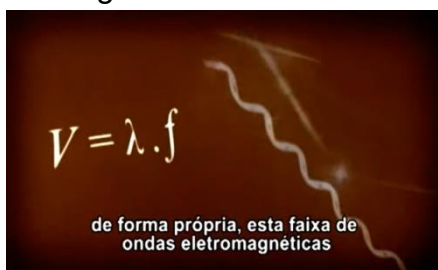 V = λ.f
de forma própria, esta faixa de
ondas eletromagnéticas